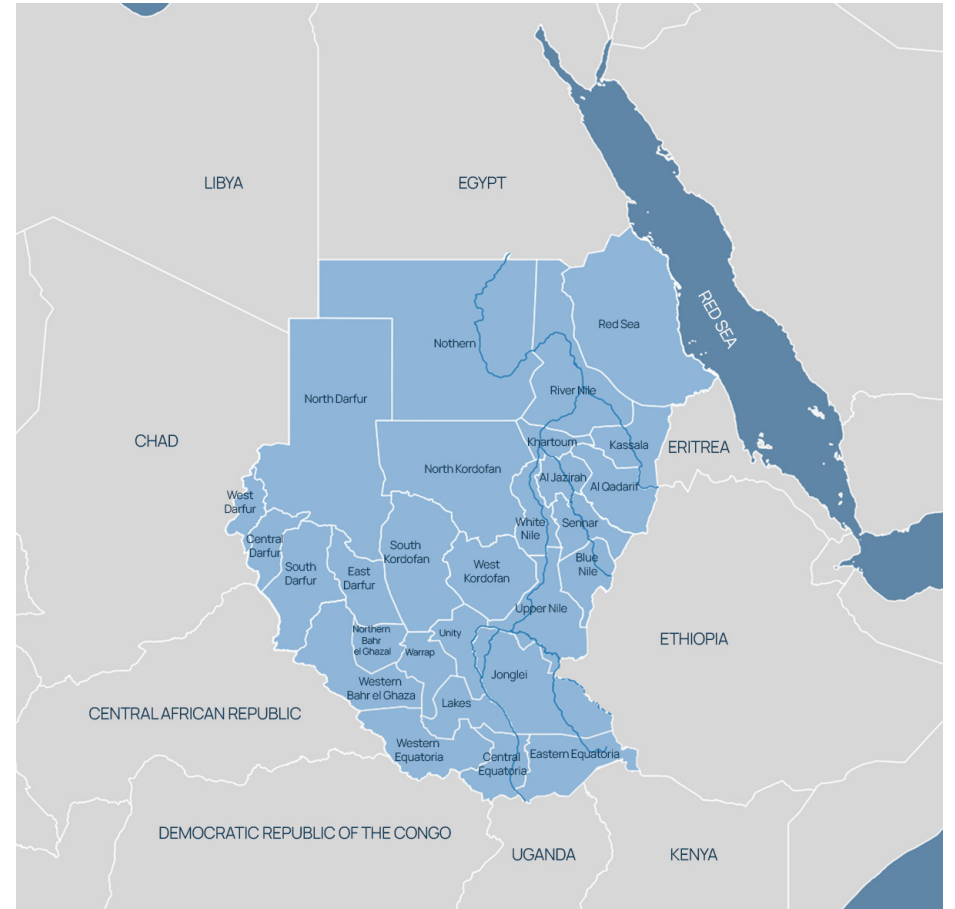 LIBYA
EGYPT
RED SEA
Red Sea
Nothern
River Nile
North Darfur
CHAD
Khartoum
Kassala
ERITREA
North Kordofan
Al Jazirah
Al Qadarif
West
Darfur
White
Nile
Sennar
Central
Darfur
South
Kordofan
South
Darfur
East
Darfur
West
Kordofan
Blue
Nile
Upper Nile
Northern
Bahr
el Ghazal
Unity
Warrap
ETHIOPIA
Western
Bahr el Ghaza
Jonglei
Lakes
CENTRAL AFRICAN REPUBLIC
Western
Equatoria
Central
Equatoria
Eastern Equatoria
DEMOCRATIC REPUBLIC OF THE CONGO
UGANDA
KENYA